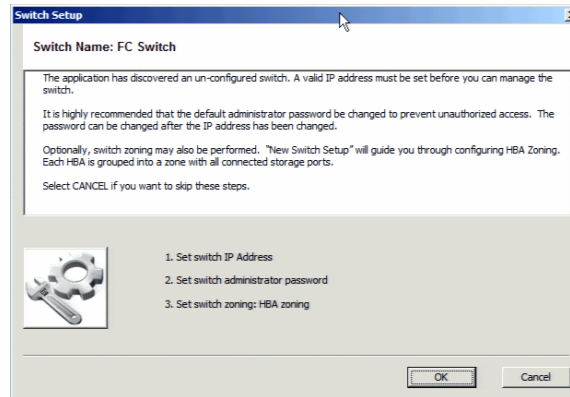 Switch Setup
Switch Name: FC Switch
The application has discovered an un-configured switch. A valid IP address must be set before you can manage the
switch.
It is highly recommended that the default administrator password be changed to prevent unauthorized access. The
password can be changed after the IP address has been changed.
Optionally, switch zoning may also be performed. "New Switch Setup" will guide you through configuring HBA Zoning.
Each HBA is grouped into a zone with all connected storage ports.
Select CANCEL if you want to skip these steps.
1. Set switch IP Address
2. Set switch administrator password
3. Set switch zoning: HBA zoning
OK
Cancel